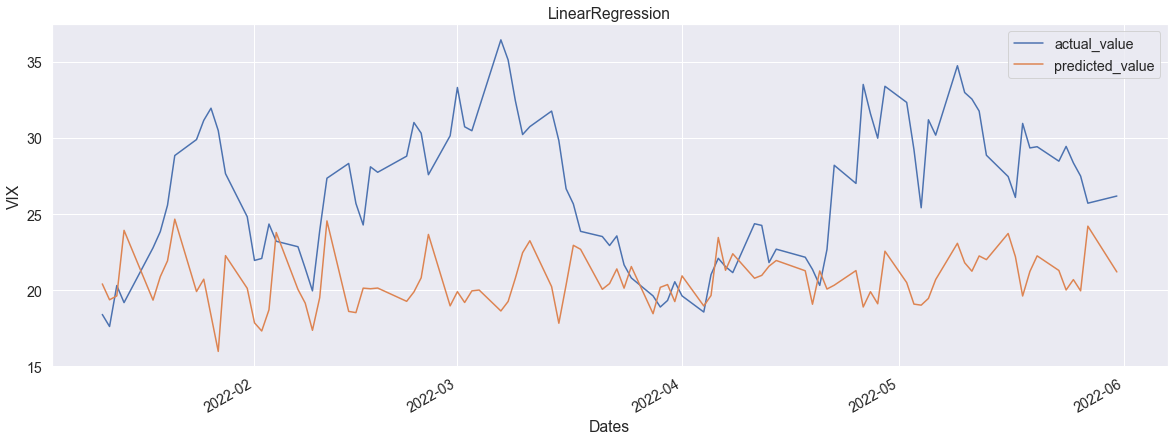 LinearRegression
actual_value
predicted_value
VIX
35
30
25
20
15
2022-02
2022-03
2022-04
2022-05
2022-06
Dates